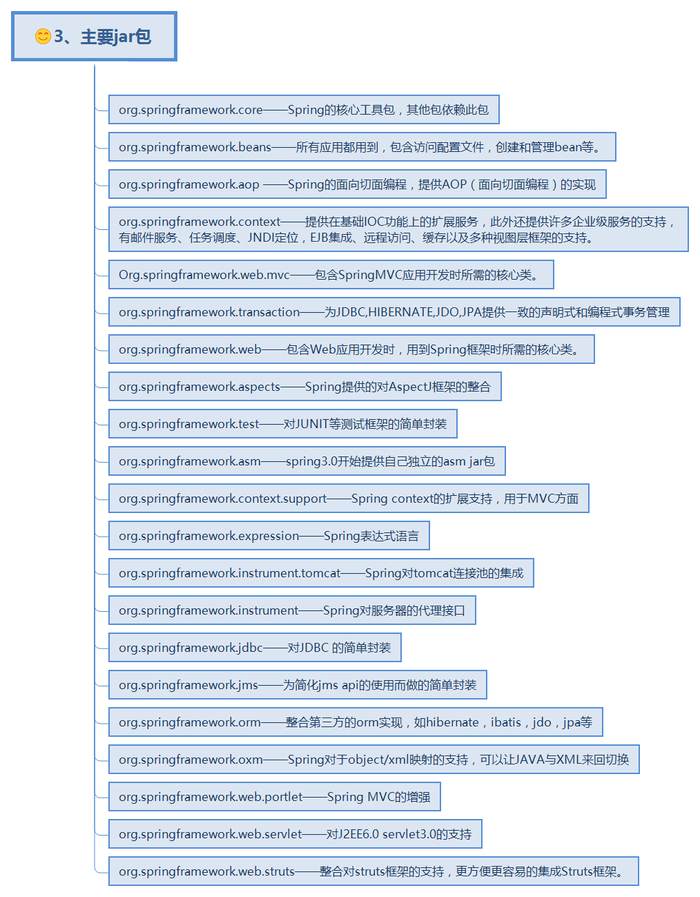 😊3、主要jar包
org.springframework.core——Spring的核心工具包，其他包依赖此包
org.springframework.beans——所有应用都用到，包含访问配置文件，创建和管理bean等。
org.springframework.aop ——Spring的面向切面编程，提供AOP（面向切面编程）的实现
org.springframework.context——提供在基础IOC功能上的扩展服务，此外还提供许多企业级服务的支持，
有邮件服务、任务调度、JNDI定位，EJB集成、远程访问、缓存以及多种视图层框架的支持。
Org.springframework.web.mvc——包含SpringMVC应用开发时所需的核心类。
org.springframework.transaction——为JDBC,HIBERNATE,JDO,JPA提供一致的声明式和编程式事务管理
org.springframework.web——包含Web应用开发时，用到Spring框架时所需的核心类。
org.springframework.aspects——Spring提供的对AspectJ框架的整合
org.springframework.test——对JUNIT等测试框架的简单封装
org.springframework.asm——spring3.0开始提供自己独立的asm jar包
org.springframework.context.support——Spring context的扩展支持，用于MVC方面
org.springframework.expression——Spring表达式语言
org.springframework.instrument.tomcat——Spring对tomcat连接池的集成
org.springframework.instrument——Spring对服务器的代理接口
org.springframework.jdbc——对JDBC 的简单封装
org.springframework.jms——为简化jms api的使用而做的简单封装
org.springframework.orm——整合第三方的orm实现，如hibernate，ibatis，jdo，jpa等
org.springframework.oxm——Spring对于object/xml映射的支持，可以让JAVA与XML来回切换
org.springframework.web.portlet——Spring MVC的增强
org.springframework.web.servlet——对J2EE6.0 servlet3.0的支持
org.springframework.web.struts——整合对struts框架的支持，更方便更容易的集成Struts框架。